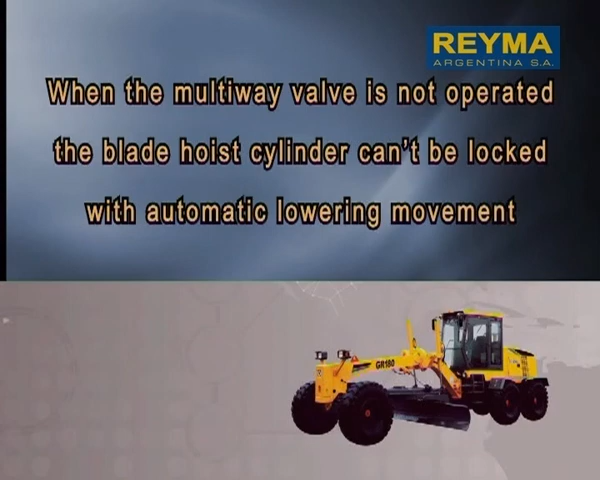 REYMA
ARGENTINA S.A.
When the multiway valve is not operated
the blade hoist cylinder can't be locked
with automatic lowering movement
GR180